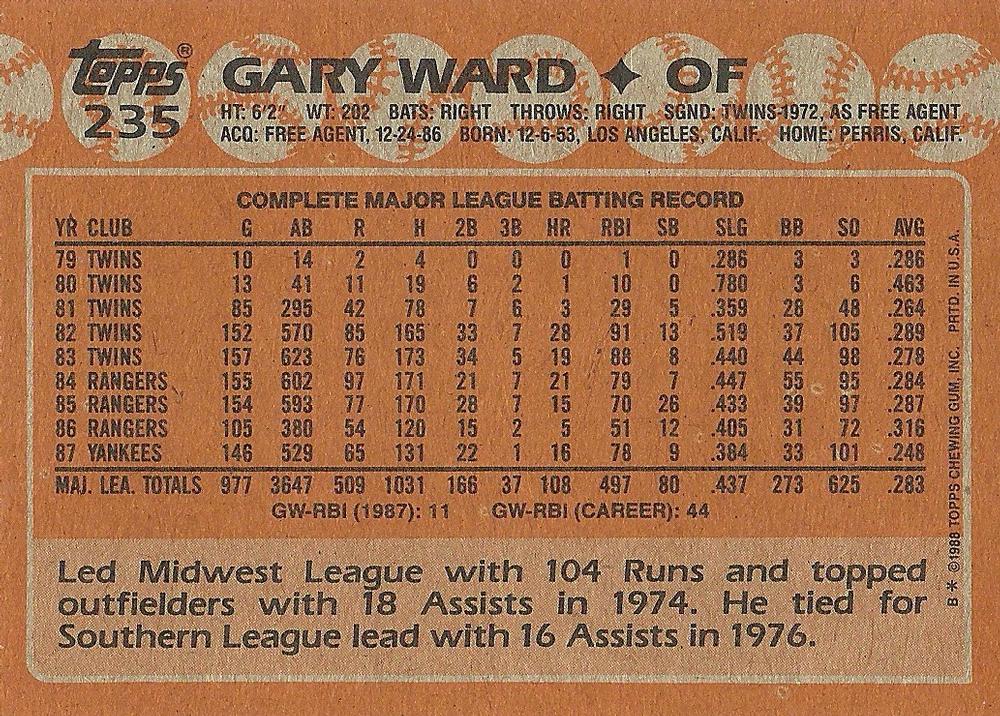 Topps® GARY WARD ✦ OF
235 HT: 6'2" WT: 202 BATS: RIGHT THROWS: RIGHT SGND: TWINS-1972, AS FREE AGENT
ACQ: FREE AGENT, 12-24-86 BORN: 12-6-53, LOS ANGELES, CALIF. HOME: PERRIS, CALIF.
COMPLETE MAJOR LEAGUE BATTING RECORD
YR CLUB G AB R H 2B 3B HR RBI SB SLG BB SO AVG
79 TWINS 10 14 2 4 0 0 0 1 0 .286 3 3 .286
80 TWINS 13 41 11 19 6 2 1 10 0 .780 3 6 .463
81 TWINS 85 295 42 78 7 6 3 29 5 .359 28 48 .264
82 TWINS 152 570 85 165 33 7 28 91 13 .519 37 105 .289
83 TWINS 157 623 76 173 34 5 19 88 8 .440 44 98 .278
84 RANGERS 155 602 97 171 21 7 21 79 7 .447 55 95 .284
85 RANGERS 154 593 77 170 28 7 15 70 26 .433 39 97 .287
86 RANGERS 105 380 54 120 15 2 5 51 12 .405 31 72 .316
87 YANKEES 146 529 65 131 22 1 16 78 9 .384 33 101 .248
MAJ. LEA. TOTALS 977 3647 509 1031 166 37 108 497 80 .437 273 625 .283
GW-RBI (1987): 11 GW-RBI (CAREER): 44
Led Midwest League with 104 Runs and topped
outfielders with 18 Assists in 1974. He tied for
Southern League lead with 16 Assists in 1976.
B * ©1988 TOPPS CHEWING GUM, INC. PRTD. IN U.S.A.